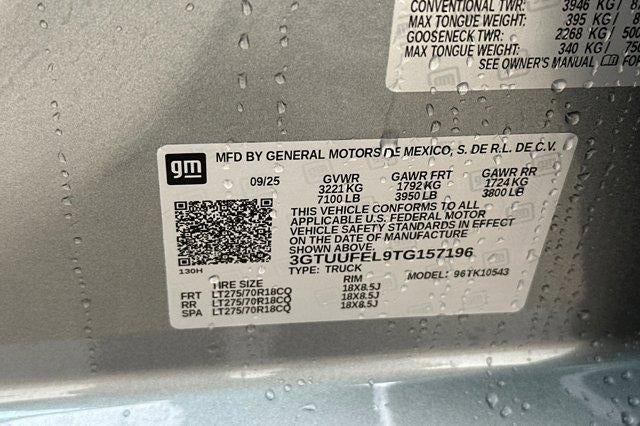 CONVENTIONAL TWR: 3946 KG/
MAX TONGUE WEIGHT: 395 KG/
GOOSENECK TWR: 2268 KG/ 500
MAX TONGUE WEIGHT: 340 KG/ 750
SEE OWNER'S MANUAL FOR
gm
MFD BY GENERAL MOTORS DE MEXICO, S. DE R.L. DE C.V.
09/25 GVWR GAWR FRT GAWR RR
3221 KG 1792 KG 1724 KG
7100 LB 3950 LB 3800 LB
THIS VEHICLE CONFORMS TO ALL
APPLICABLE U.S. FEDERAL MOTOR
VEHICLE SAFETY STANDARDS IN EFFECT
ON THE DATE OF MANUFACTURE
SHOWN ABOVE.
3GTUUFEL9TG157196
130H
TYPE: TRUCK MODEL: 96TK10543
TIRE SIZE RIM
FRT LT275/70R18CQ 18X8.5J
RR LT275/70R18CQ 18X8.5J
SPA LT275/70R18CQ 18X8.5J